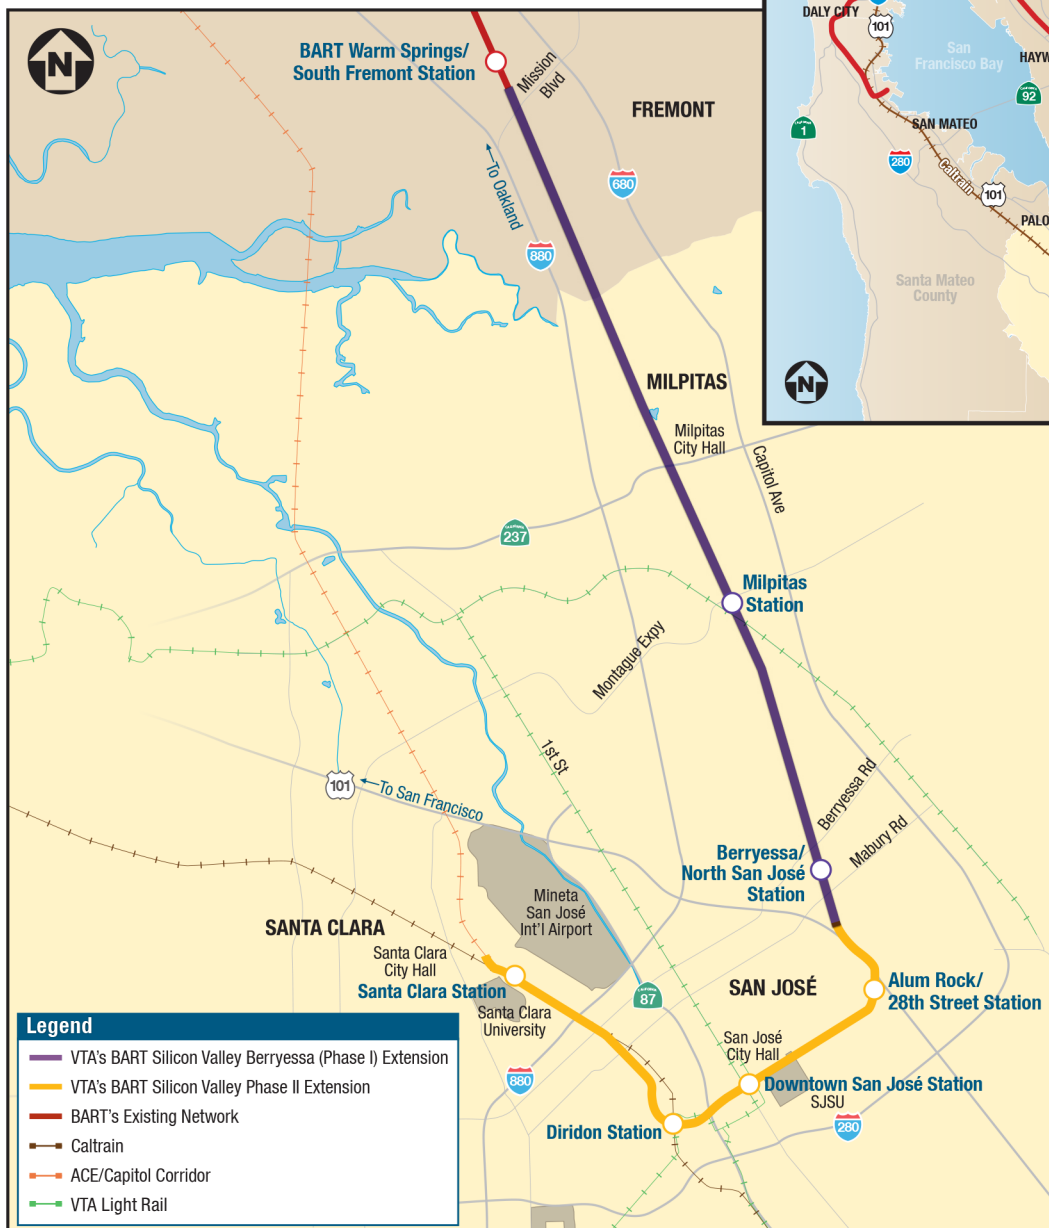 N
BART Warm Springs/
South Fremont Station
Mission
Blvd
FREMONT
To Oakland
680
880
MILPITAS
Milpitas
City Hall
Capitol Ave
CALIFORNIA
237
Milpitas
Station
Montague Expy
1st St
101
To San Francisco
Berryessa Rd
Mabury Rd
Berryessa/
North San José
Station
Mineta
San José
Int'l Airport
SANTA CLARA
Santa Clara
City Hall
Santa Clara Station
Santa Clara
University
CALIFORNIA
87
SAN JOSÉ
Alum Rock/
28th Street Station
San José
City Hall
Downtown San José Station
SJSU
880
Diridon Station
280
Legend
VTA's BART Silicon Valley Berryessa (Phase I) Extension
VTA's BART Silicon Valley Phase II Extension
BART's Existing Network
Caltrain
ACE/Capitol Corridor
VTA Light Rail
DALY CITY
101
San
Francisco Bay
HAYW
92
1
SAN MATEO
280
Caltrain
101
PALO
Santa Mateo
County
N